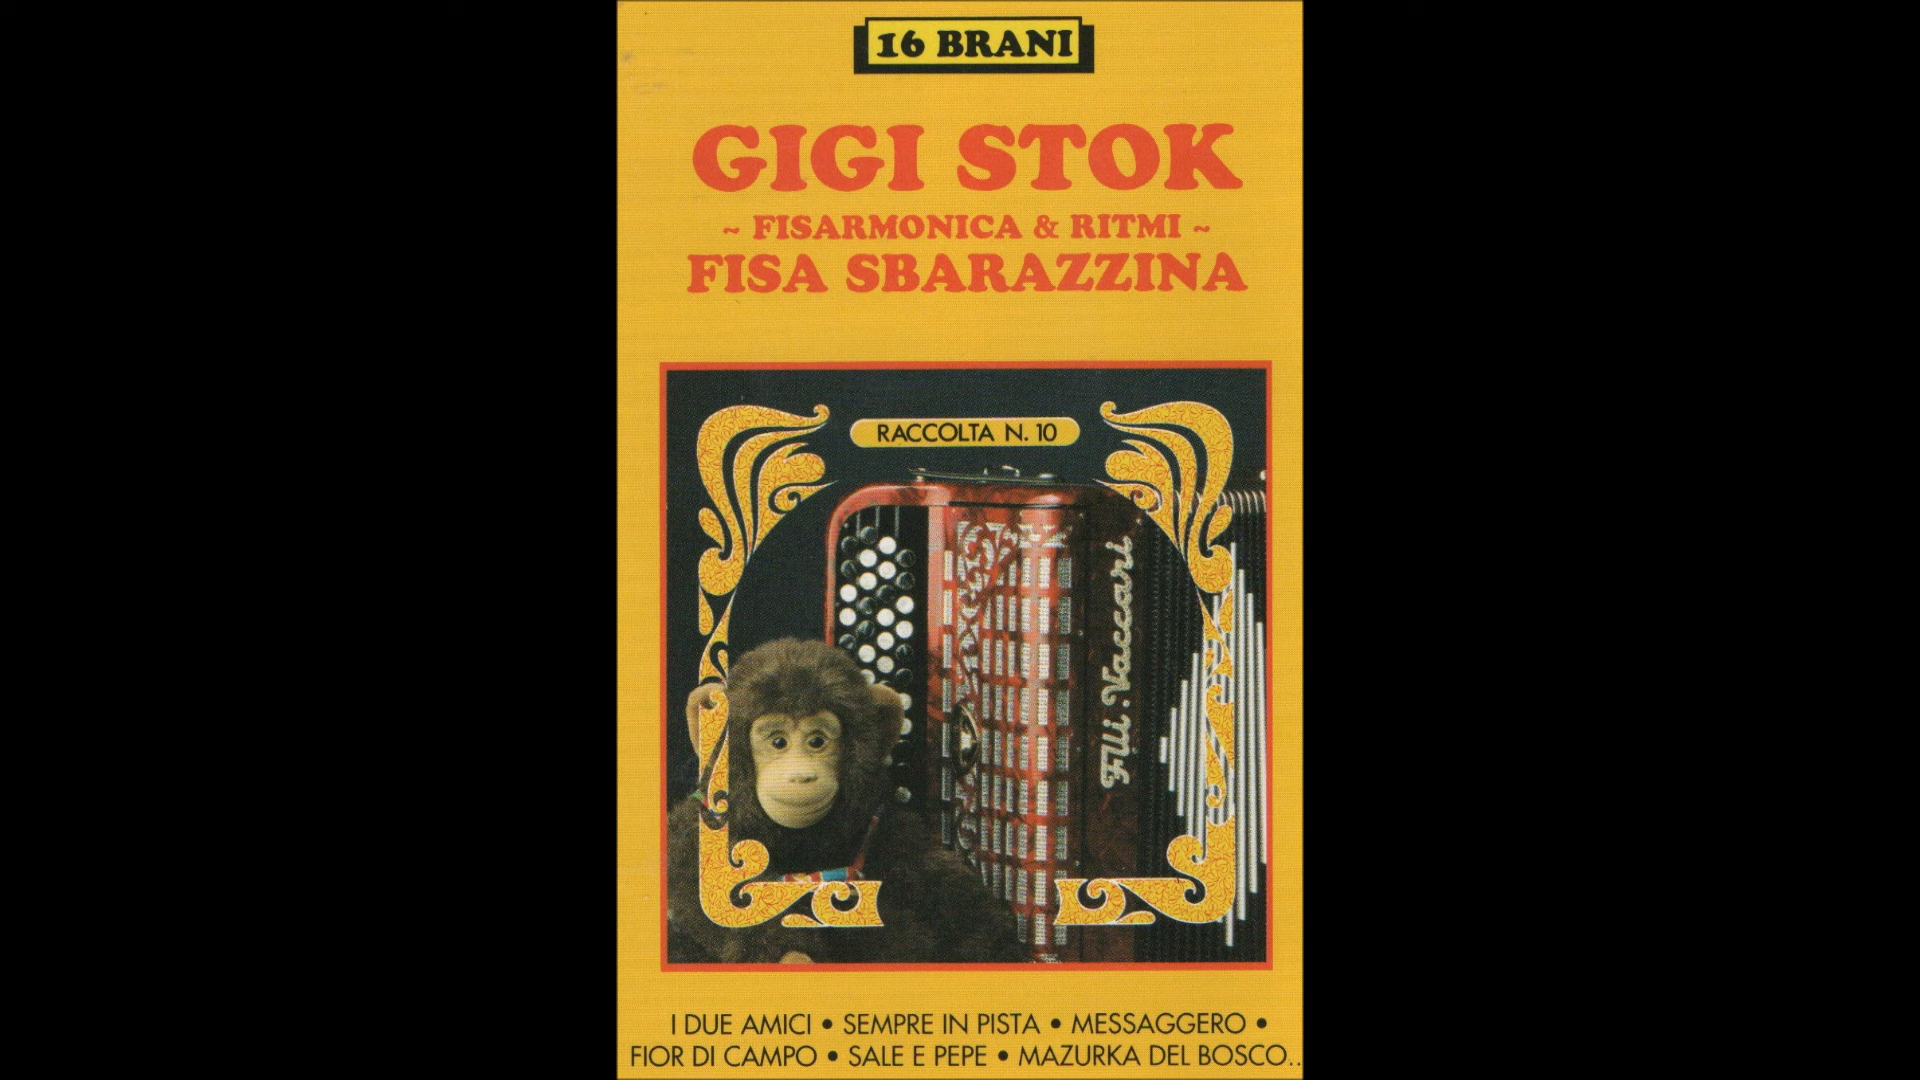 16 BRANI
GIGI STOK
~ FISARMONICA & RITMI ~
FISA SBARAZZINA
RACCOLTA N. 10
Flli. Vaccari
I DUE AMICI • SEMPRE IN PISTA • MESSAGGERO •
FIOR DI CAMPO • SALE E PEPE • MAZURKA DEL BOSCO..